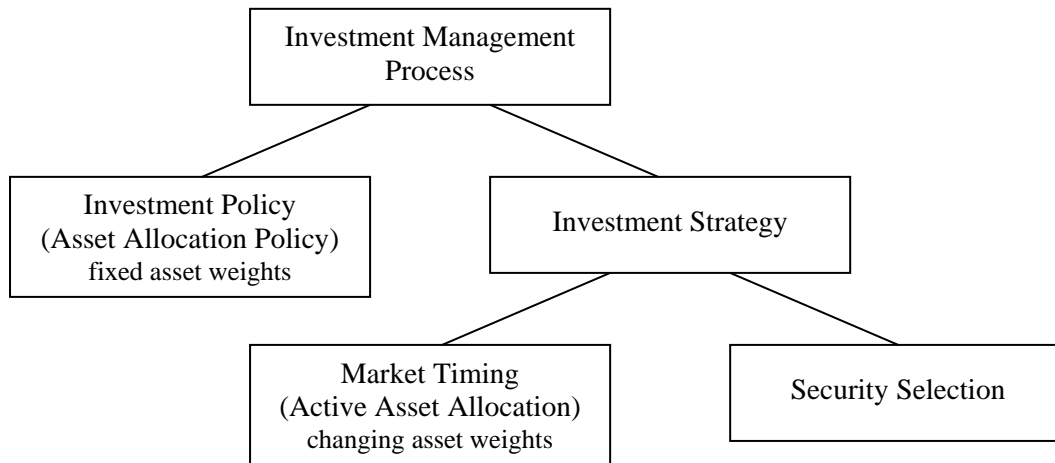 Investment Management
Process
Investment Policy
(Asset Allocation Policy)
fixed asset weights
Investment Strategy
Market Timing
(Active Asset Allocation)
changing asset weights
Security Selection